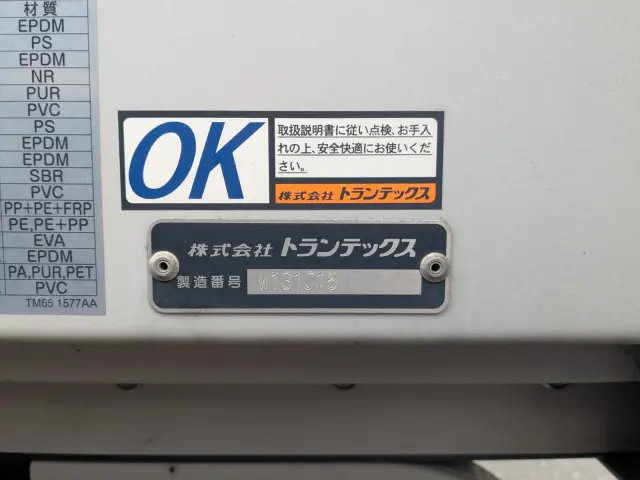 材質
EPDM
PS
EPDM
NR
PUR
PVC
PS
EPDM
EPDM
SBR
PVC
PP+PE+FRP
PE,PE+PP
EVA
EPDM
PA,PUR,PET
PVC
TM65 1577AA
OK
取扱説明書に従い点検、お手入
れの上、安全快適にお使いくだ
さい。
株式会社 トランテックス
株式会社 トランテックス
製造番号